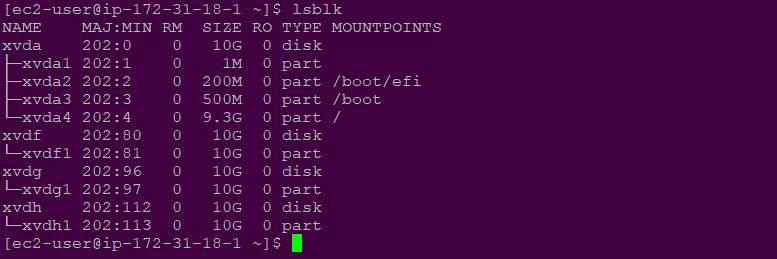 [ec2-user@ip-172-31-18-1 ~]$ lsblk
NAME    MAJ:MIN RM  SIZE RO TYPE MOUNTPOINTS
xvda    202:0    0   10G  0 disk
├─xvda1 202:1    0    1M  0 part
├─xvda2 202:2    0  200M  0 part /boot/efi
├─xvda3 202:3    0  500M  0 part /boot
└─xvda4 202:4    0  9.3G  0 part /
xvdf    202:80   0   10G  0 disk
└─xvdf1 202:81   0   10G  0 part
xvdg    202:96   0   10G  0 disk
└─xvdg1 202:97   0   10G  0 part
xvdh    202:112  0   10G  0 disk
└─xvdh1 202:113  0   10G  0 part
[ec2-user@ip-172-31-18-1 ~]$